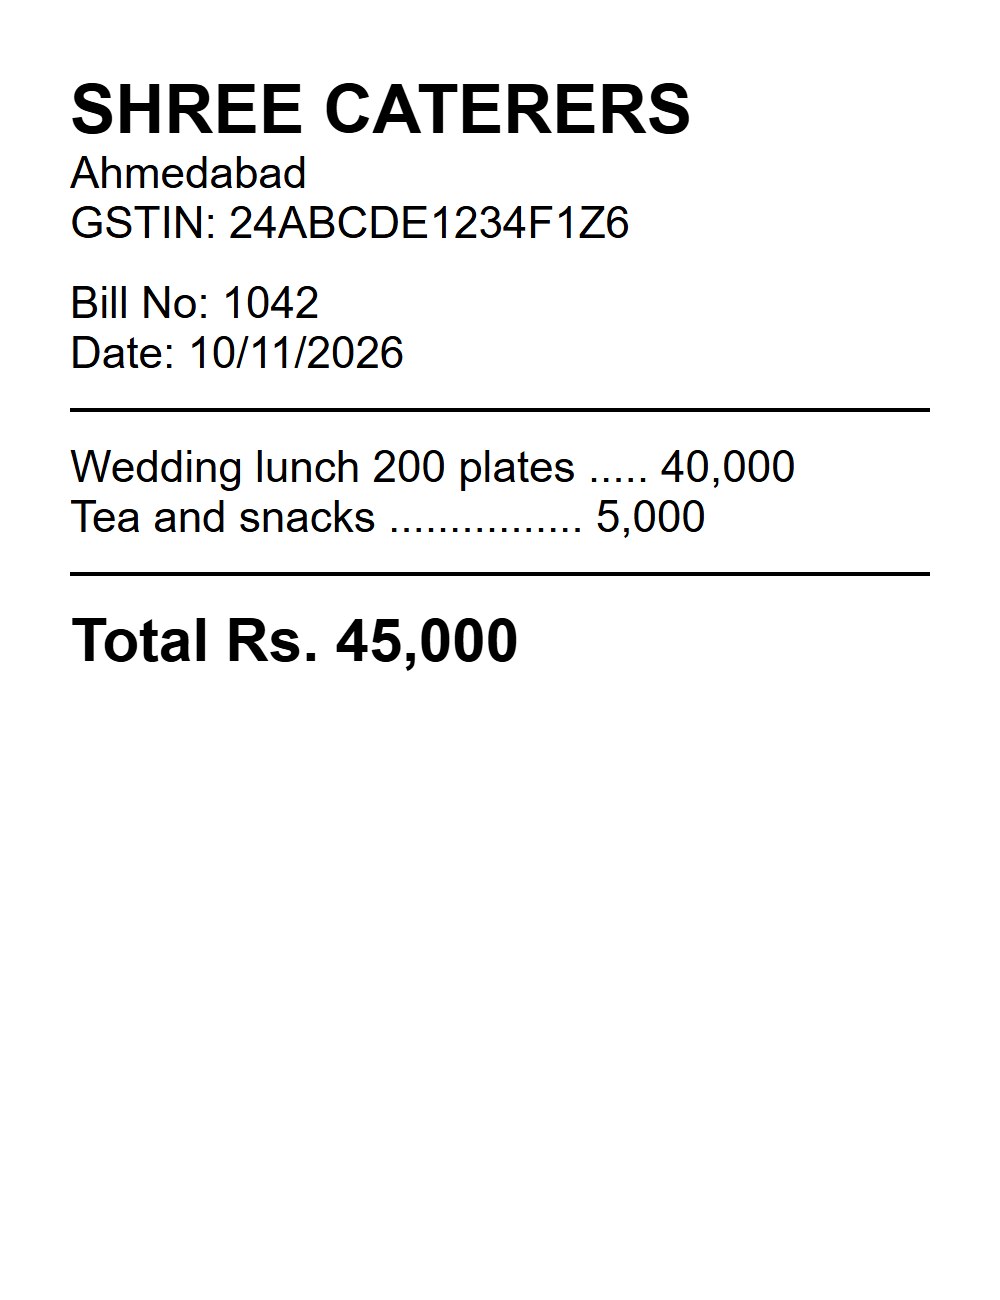 SHREE CATERERS
Ahmedabad
GSTIN: 24ABCDE1234F1Z6
Bill No: 1042
Date: 10/11/2026
Wedding lunch 200 plates ..... 40,000
Tea and snacks ................ 5,000
Total Rs. 45,000